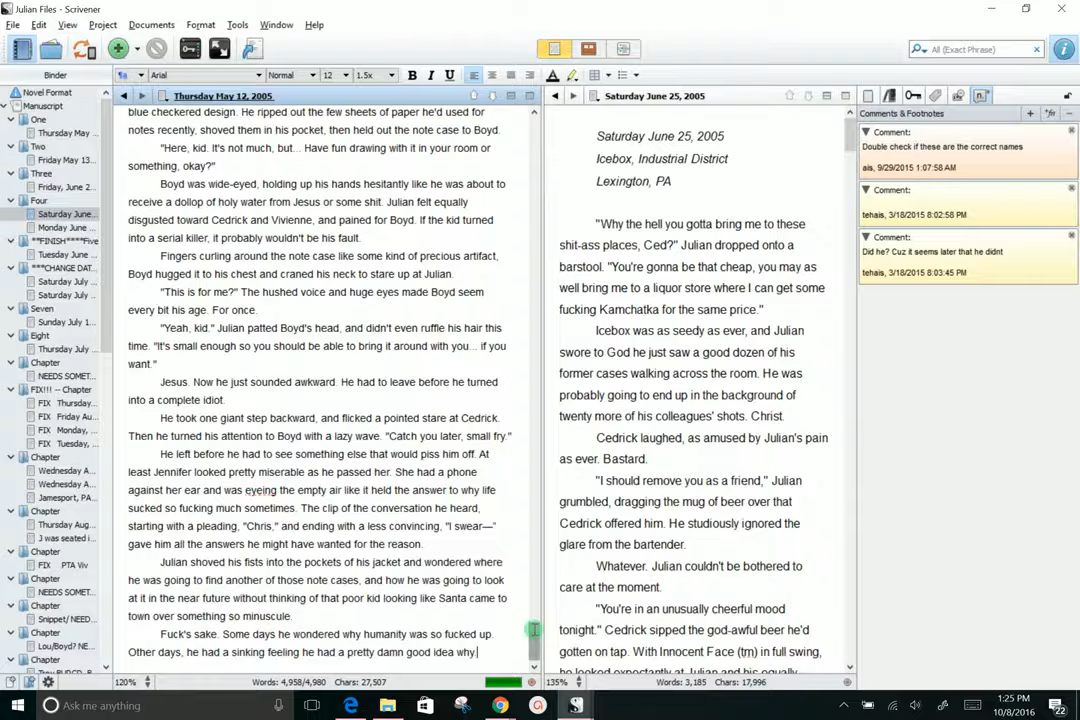 Julian Files - Scrivener
File Edit View Project Documents Format Tools Window Help
All (Exact Phrase)
Binder
Arial Normal 12 1.5x B I U A
Novel Format
Manuscript
One
Thursday May ...
Two
Friday May 13...
Three
Friday, June 2...
Four
Saturday June...
Monday June ...
**FINISH****Five
Tuesday June ...
***CHANGE DAT...
Saturday July ...
Saturday July ...
Seven
Sunday July 1...
Eight
Thursday July...
Chapter
NEEDS SOMET...
FIX!!! -- Chapter
FIX Thursday...
FIX Friday Au...
FIX Monday, ...
FIX Tuesday, ...
Chapter
Wednesday A...
Wednesday A...
Jamesport, PA...
Chapter
Thursday Aug...
J was seated i...
Chapter
FIX PTA Viv
Chapter
NEEDS SOMET...
Chapter
Snippet/ NEED...
Chapter
Lou/Boyd? NE...
Chapter
Thursday May 12, 2005
blue checkered design. He ripped out the few sheets of paper he'd used for
notes recently, shoved them in his pocket, then held out the note case to Boyd.
"Here, kid. It's not much, but... Have fun drawing with it in your room or
something, okay?"
Boyd was wide-eyed, holding up his hands hesitantly like he was about to
receive a dollop of holy water from Jesus or some shit. Julian felt equally
disgusted toward Cedrick and Vivienne, and pained for Boyd. If the kid turned
into a serial killer, it probably wouldn't be his fault.
Fingers curling around the note case like some kind of precious artifact,
Boyd hugged it to his chest and craned his neck to stare up at Julian.
"This is for me?" The hushed voice and huge eyes made Boyd seem
every bit his age. For once.
"Yeah, kid." Julian patted Boyd's head, and didn't even ruffle his hair this
time. "It's small enough so you should be able to bring it around with you... if you
want."
Jesus. Now he just sounded awkward. He had to leave before he turned
into a complete idiot.
He took one giant step backward, and flicked a pointed stare at Cedrick.
Then he turned his attention to Boyd with a lazy wave. "Catch you later, small fry."
He left before he had to see something else that would piss him off. At
least Jennifer looked pretty miserable as he passed her. She had a phone
against her ear and was eyeing the empty air like it held the answer to why life
sucked so fucking much sometimes. The clip of the conversation he heard,
starting with a pleading, "Chris," and ending with a less convincing, "I swear—"
gave him all the answers he might have wanted for the reason.
Julian shoved his fists into the pockets of his jacket and wondered where
he was going to find another of those note cases, and how he was going to look
at it in the near future without thinking of that poor kid looking like Santa came to
town over something so minuscule.
Fuck's sake. Some days he wondered why humanity was so fucked up.
Other days, he had a sinking feeling he had a pretty damn good idea why.
120% Words: 4,958/4,980 Chars: 27,507
Saturday June 25, 2005
Saturday June 25, 2005
Icebox, Industrial District
Lexington, PA
"Why the hell you gotta bring me to these
shit-ass places, Ced?" Julian dropped onto a
barstool. "You're gonna be that cheap, you may as
well bring me to a liquor store where I can get some
fucking Kamchatka for the same price."
Icebox was as seedy as ever, and Julian
swore to God he just saw a good dozen of his
former cases walking across the room. He was
probably going to end up in the background of
twenty more of his colleagues' shots. Christ.
Cedrick laughed, as amused by Julian's pain
as ever. Bastard.
"I should remove you as a friend," Julian
grumbled, dragging the mug of beer over that
Cedrick offered him. He studiously ignored the
glare from the bartender.
Whatever. Julian couldn't be bothered to
care at the moment.
"You're in an unusually cheerful mood
tonight." Cedrick sipped the god-awful beer he'd
gotten on tap. With Innocent Face (tm) in full swing,
he looked expectantly at Julian and his equally
135% Words: 3,185 Chars: 17,996
Comments & Footnotes
Comment:
Double check if these are the correct names
ais, 9/29/2015 1:07:58 AM
Comment:
tehais, 3/18/2015 8:02:58 PM
Comment:
Did he? Cuz it seems later that he didnt
tehais, 3/18/2015 8:03:45 PM
Ask me anything
1:25 PM
10/8/2016
22